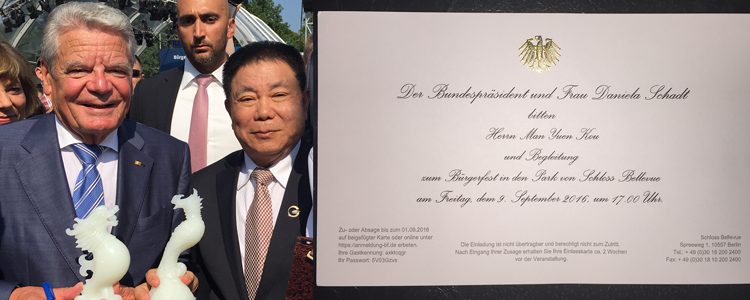 Bürger
Der Bundespräsident und Frau Daniela Schadt
bitten
Herrn Man Yuen Kou
und Begleitung
zum Bürgerfest in den Park von Schloss Bellevue
am Freitag, dem 9. September 2016, um 17.00 Uhr.
Zu- oder Absage bis zum 01.09.2016
auf beigefügter Karte oder online unter
https://anmeldung-bf.de erbeten.
Ihre Gastkennung: axktcqgr
Ihr Passwort: 5V03Gzvs
Die Einladung ist nicht übertragbar und berechtigt nicht zum Zutritt.
Nach Eingang Ihrer Zusage erhalten Sie Ihre Einlasskarte ca. 2 Wochen
vor der Veranstaltung.
Schloss Bellevue
Spreeweg 1, 10557 Berlin
Tel.: + 49 (0)30 18 200 2400
Fax: + 49 (0)30 18 10 200 2400